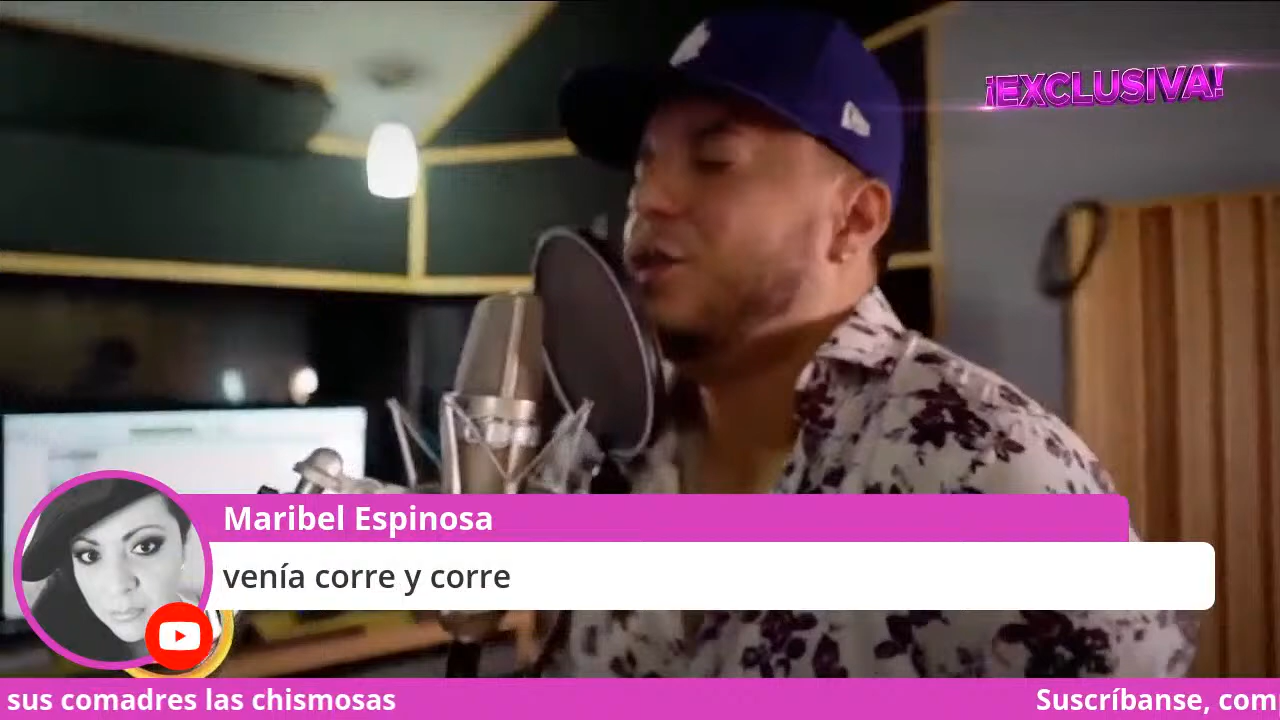 ¡EXCLUSIVA!
Maribel Espinosa
venía corre y corre
sus comadres las chismosas
Suscríbanse, com